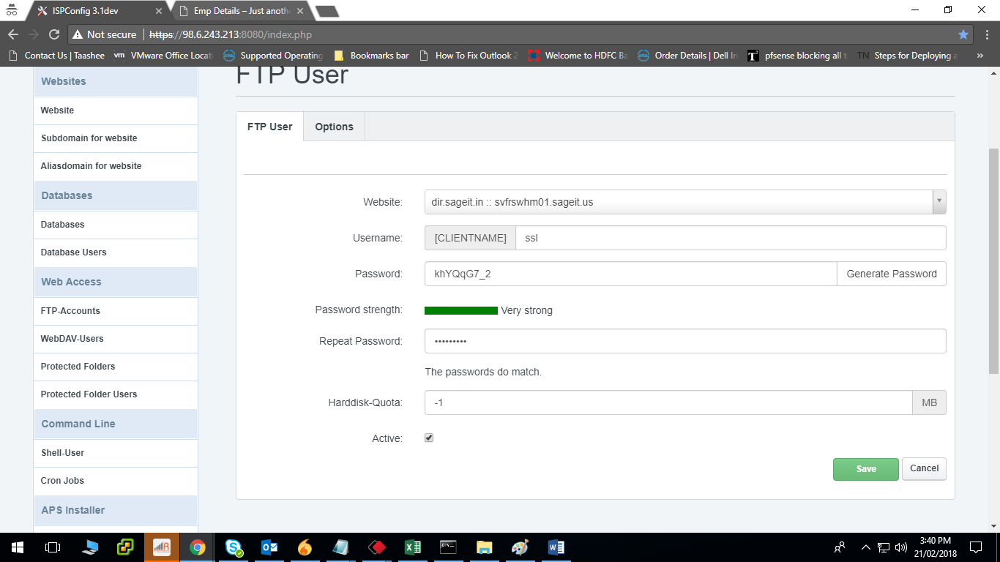 ISPConfig 3.1dev
Emp Details – Just anoth
Not secure https://98.6.243.213:8080/index.php
Contact Us | Taashee vm VMware Office Locati Supported Operating Bookmarks bar How To Fix Outlook 2 Welcome to HDFC Ba Order Details | Dell In T pfsense blocking all t TN Steps for Deploying a »
FTP User
Websites
Website
Subdomain for website
Aliasdomain for website
Databases
Databases
Database Users
Web Access
FTP-Accounts
WebDAV-Users
Protected Folders
Protected Folder Users
Command Line
Shell-User
Cron Jobs
APS Installer
FTP User Options
Website: dir.sageit.in :: svfrswhm01.sageit.us
Username: [CLIENTNAME] ssl
Password: khYQqG7_2 Generate Password
Password strength: Very strong
Repeat Password: •••••••••
The passwords do match.
Harddisk-Quota: -1 MB
Active:
Save Cancel
3:40 PM
21/02/2018